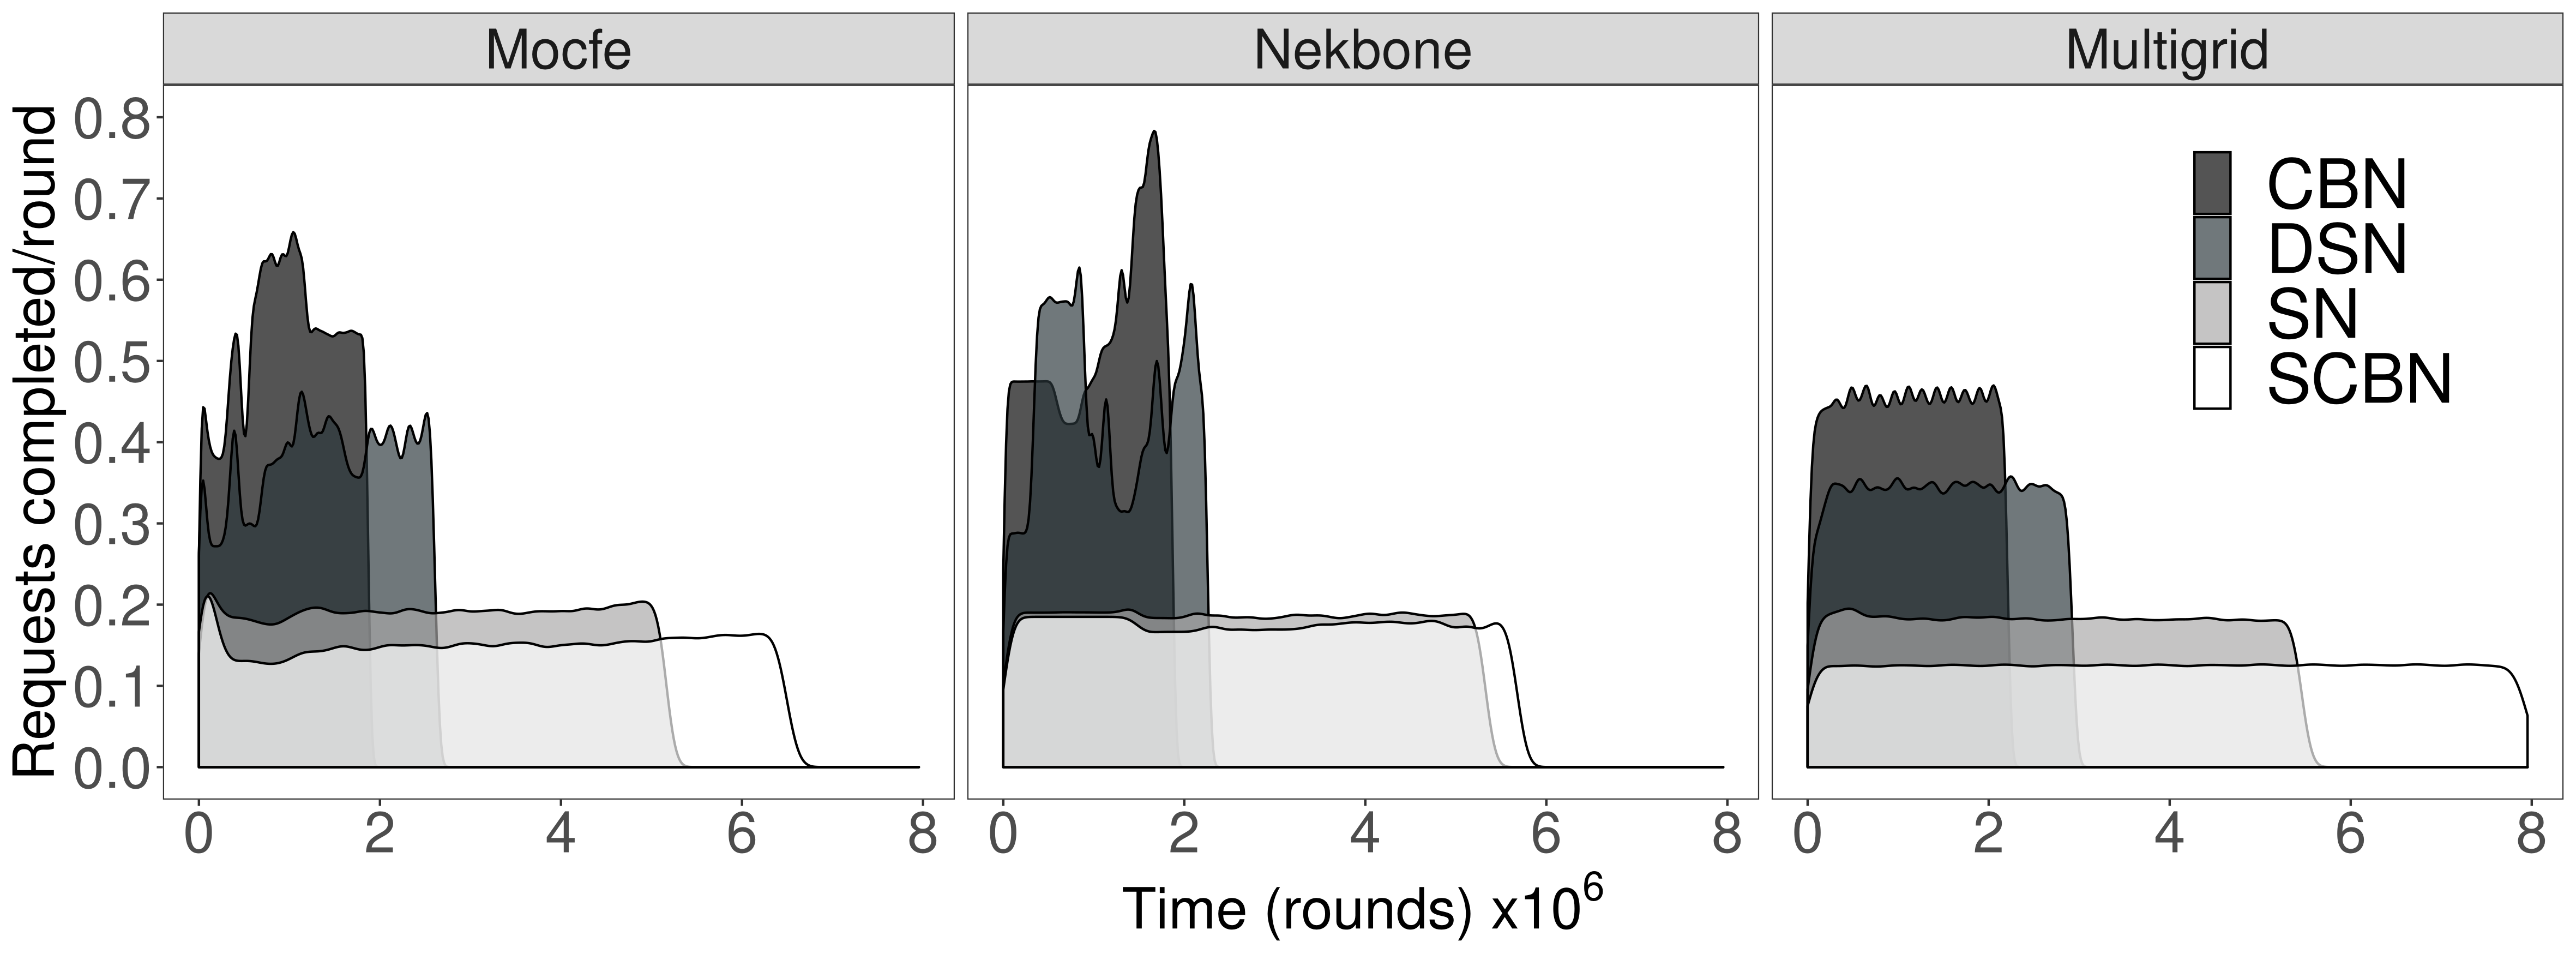 Mocfe Nekbone Multigrid
Requests completed/round
0.8
0.7
0.6
0.5
0.4
0.3
0.2
0.1
0.0
CBN
DSN
SN
SCBN
0 2 4 6 8 0 2 4 6 8 0 2 4 6 8
Time (rounds) x10⁶